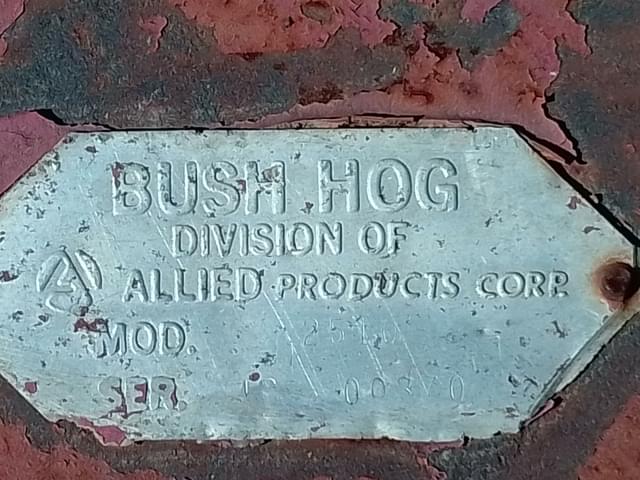 BUSH HOG
DIVISION OF
ALLIED PRODUCTS CORP.
MOD.
SER.